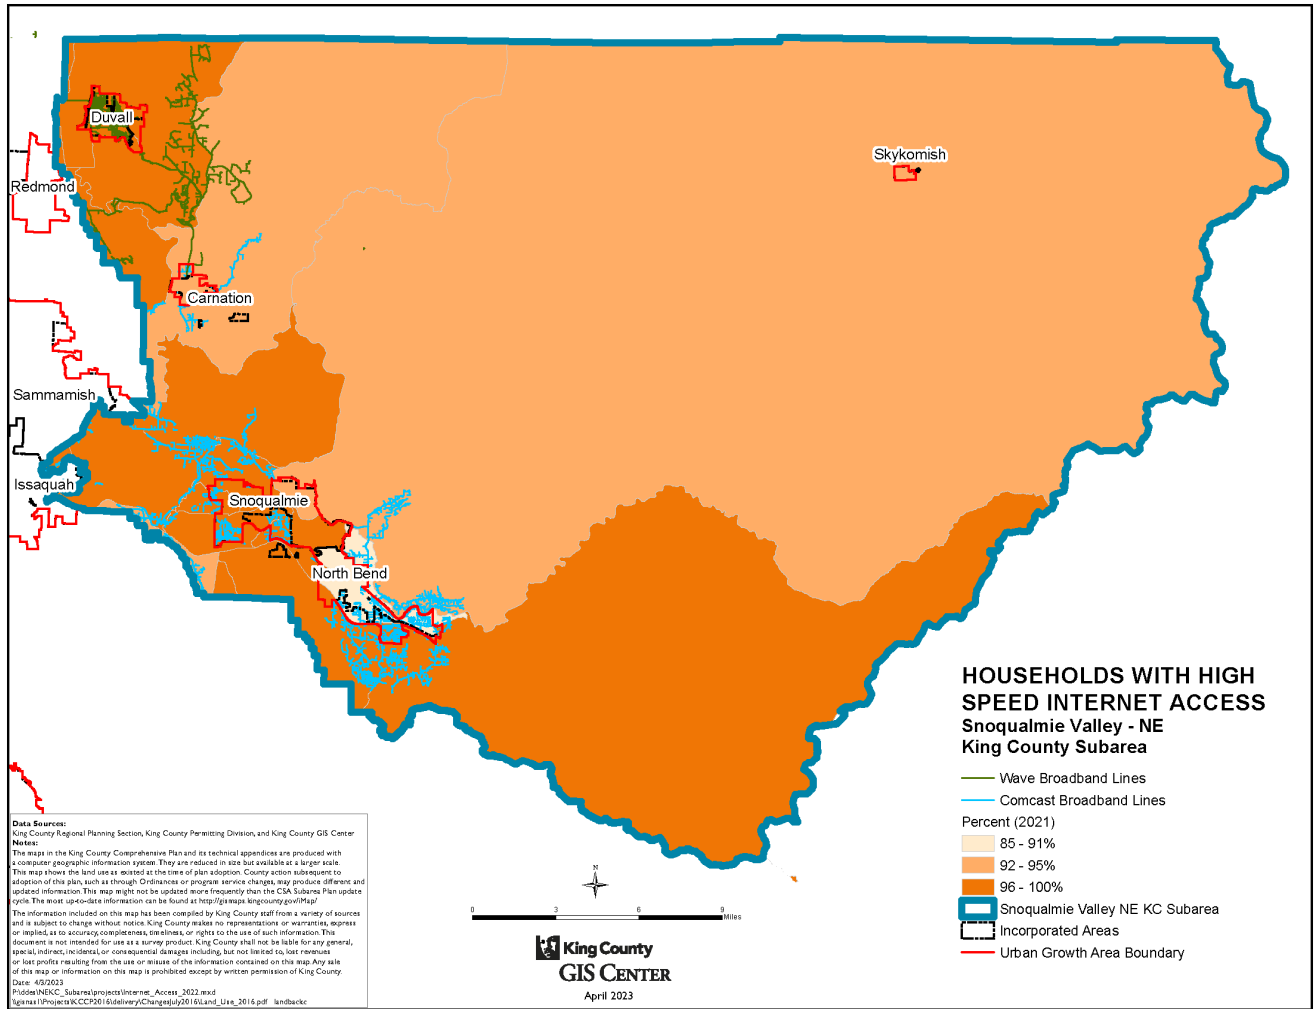 Duvall
Redmond
Skykomish
Carnation
Sammamish
Issaquah
Snoqualmie
North Bend
HOUSEHOLDS WITH HIGH
SPEED INTERNET ACCESS
Snoqualmie Valley - NE
King County Subarea
Wave Broadband Lines
Comcast Broadband Lines
Percent (2021)
85 - 91%
92 - 95%
96 - 100%
Snoqualmie Valley NE KC Subarea
Incorporated Areas
Urban Growth Area Boundary
Data Sources:
King County Regional Planning Section, King County Permitting Division, and King County GIS Center
Notes:
The maps in the King County Comprehensive Plan and its technical appendices are produced with
a computer geographic information system. They are reduced in size but available at a larger scale.
This map shows the land use as existed at the time of plan adoption. County action subsequent to
adoption of this plan, such as through Ordinances or program service changes, may produce different and
updated information. This map might not be updated more frequently than the CSA Subarea Plan update
cycle. The most up-to-date information can be found at http://gismaps.kingcounty.gov/iMap/
The information included on this map has been compiled by King County staff from a variety of sources
and is subject to change without notice. King County makes no representations or warranties, express
or implied, as to accuracy, completeness, timeliness, or rights to the use of such information. This
document is not intended for use as a survey product. King County shall not be liable for any general,
special, indirect, incidental, or consequential damages including, but not limited to, lost revenues
or lost profits resulting from the use or misuse of the information contained on this map. Any sale
of this map or information on this map is prohibited except by written permission of King County.
Date: 4/3/2023
P:\ddes\NEKC_Subarea\projects\Internet_Access_2022.mxd
\\gisnas1\Projects\KCCP2016\delivery\ChangesJuly2016\Land_Use_2016.pdf landbackc
N
0 3 6 9
Miles
King County
GIS CENTER
April 2023